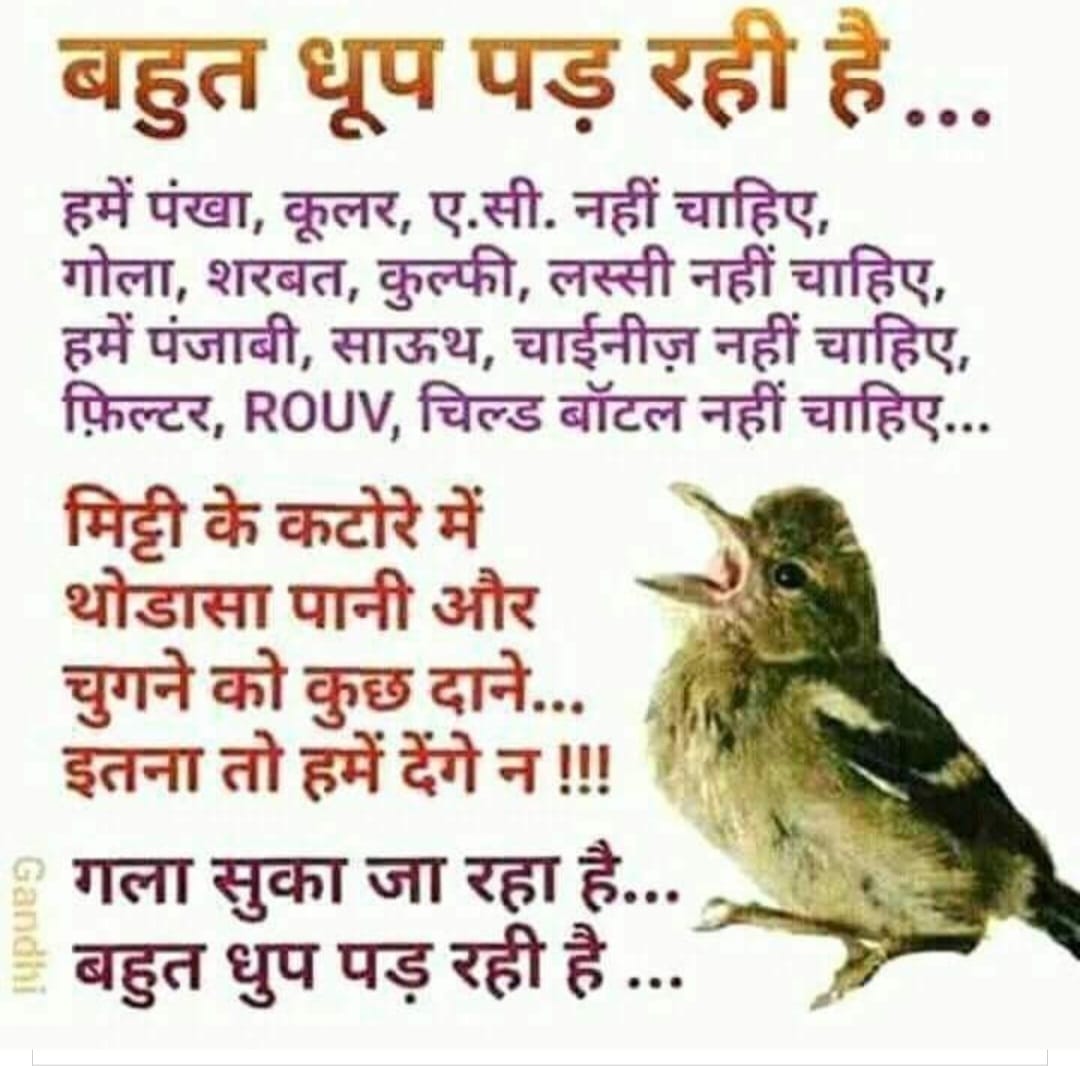 बहुत धूप पड़ रही है...
हमें पंखा, कूलर, ए.सी. नहीं चाहिए,
गोला, शरबत, कुल्फी, लस्सी नहीं चाहिए,
हमें पंजाबी, साऊथ, चाईनीज़ नहीं चाहिए,
फ़िल्टर, ROUV, चिल्ड बॉटल नहीं चाहिए...
मिट्टी के कटोरे में
थोडासा पानी और
चुगने को कुछ दाने...
इतना तो हमें देंगे न !!!
गला सुका जा रहा है...
बहुत धुप पड़ रही है ...
Gandhi